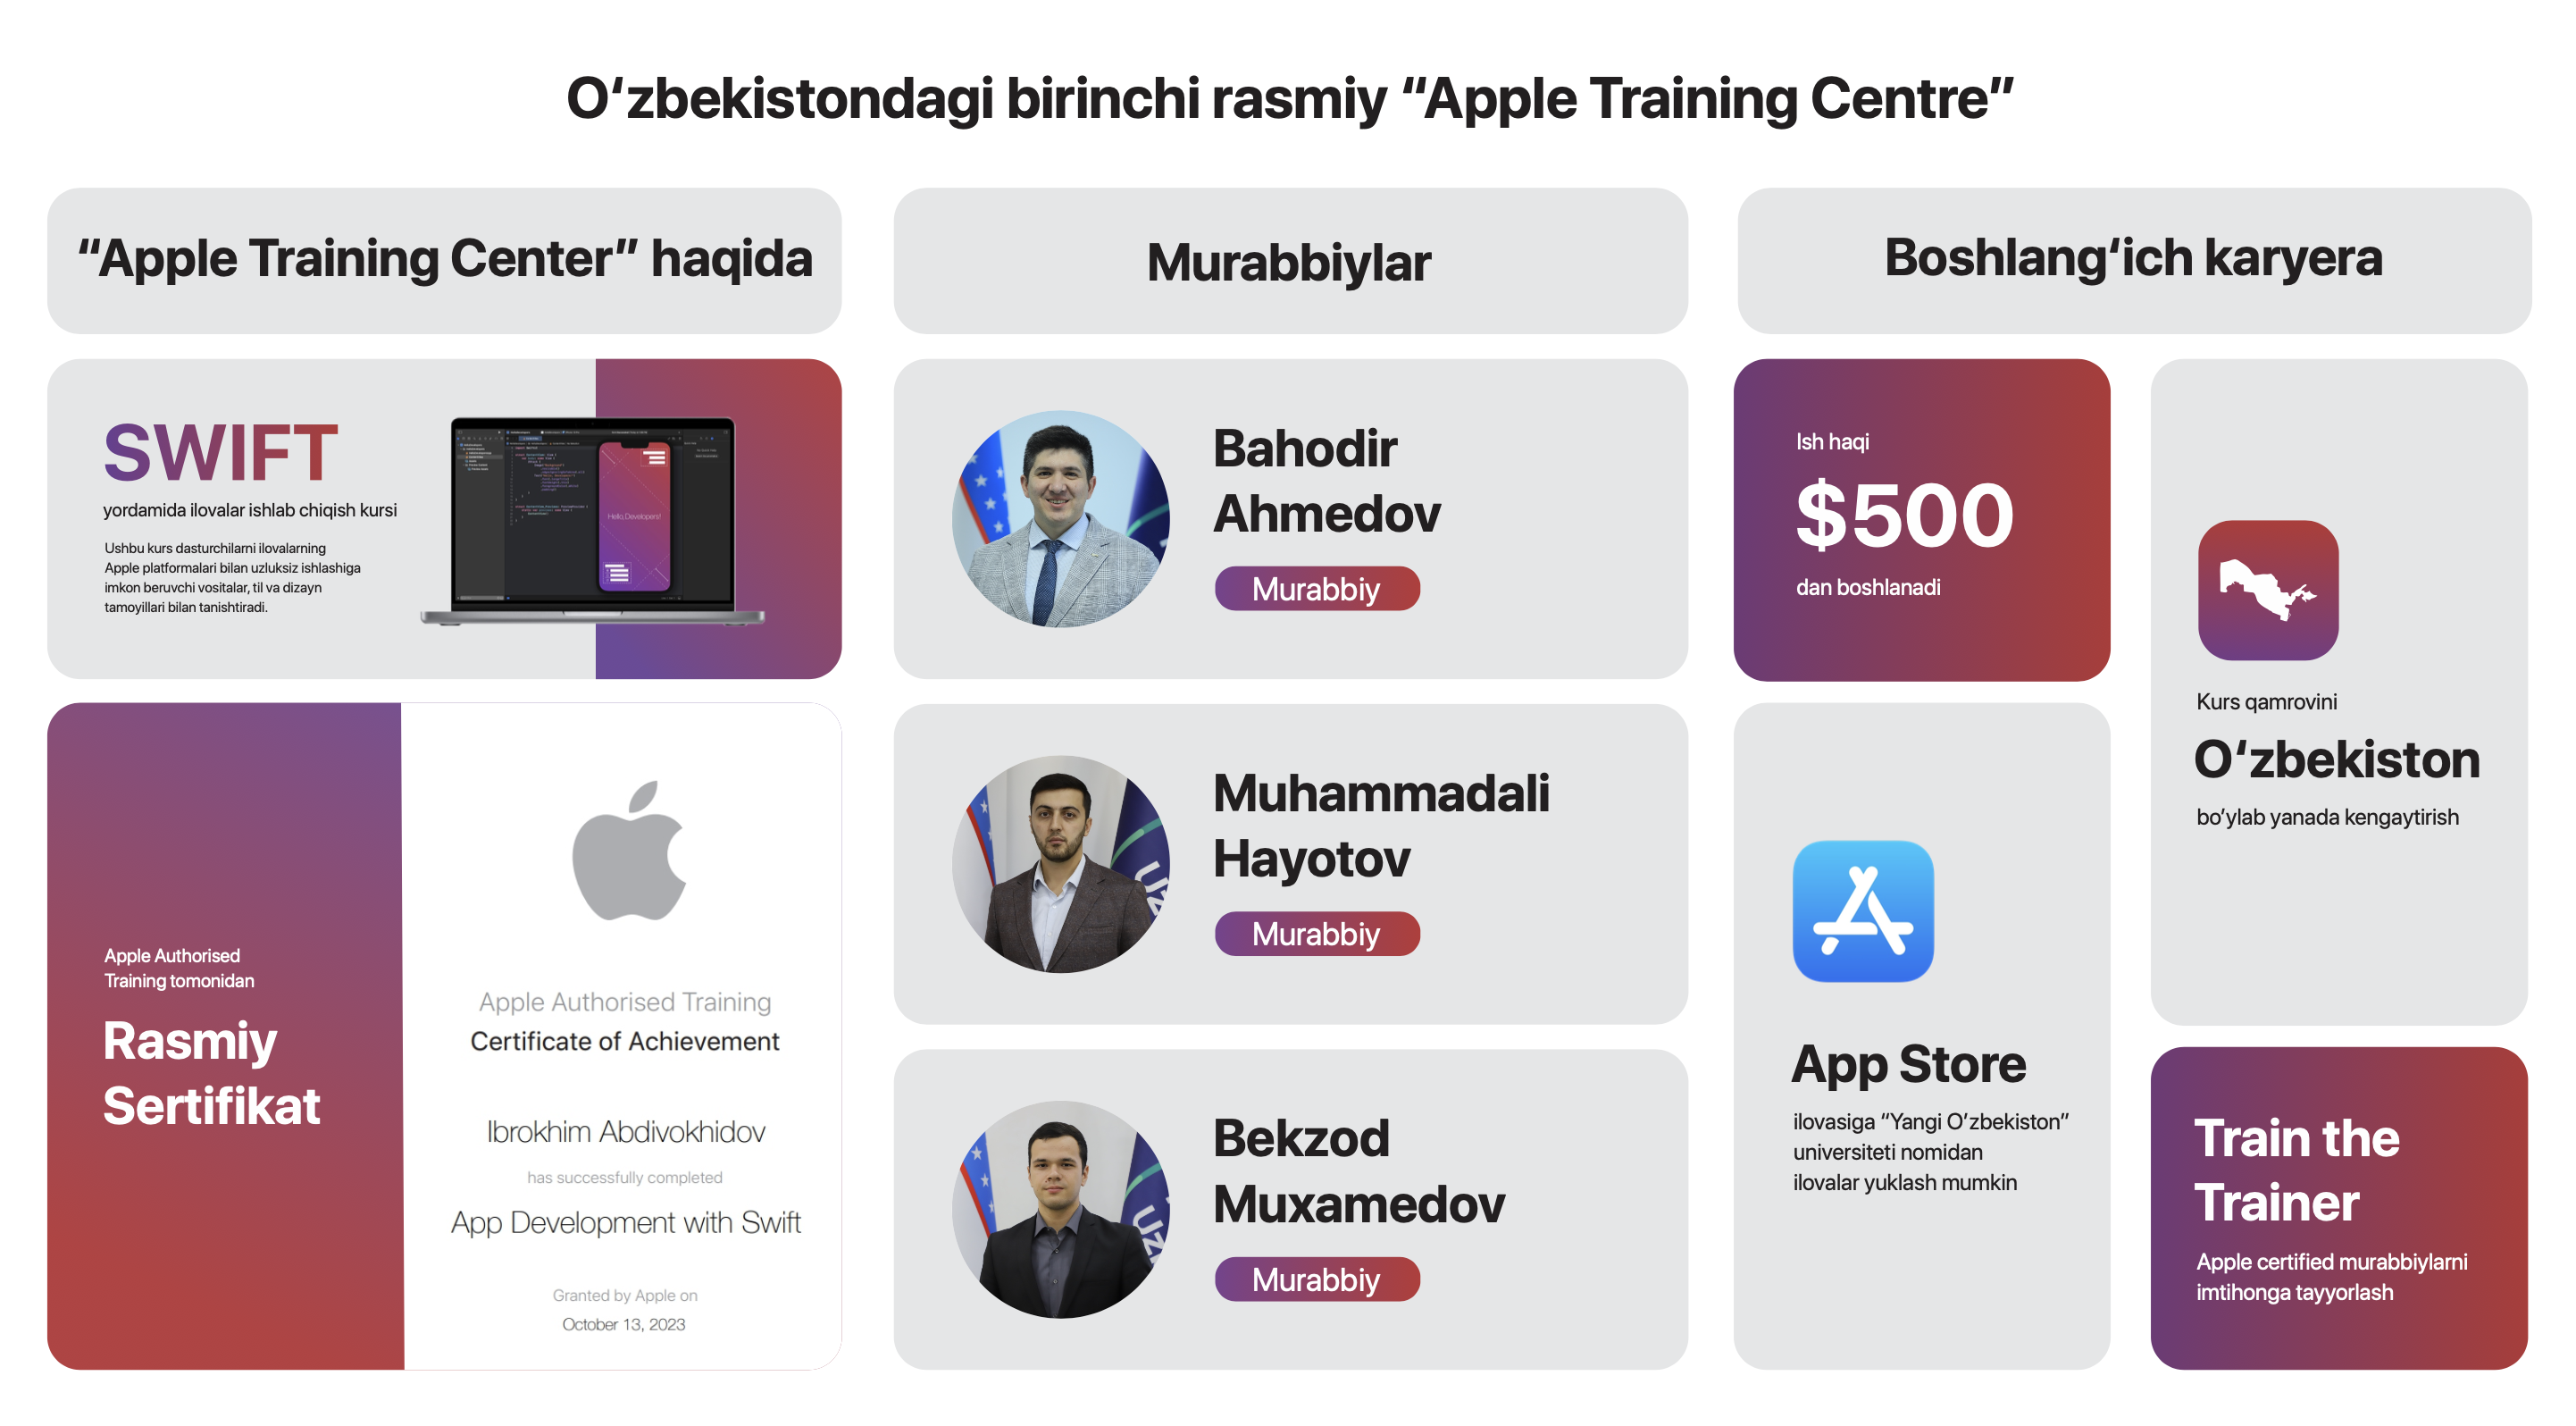 O‘zbekistondagi birinchi rasmiy “Apple Training Centre”
“Apple Training Center” haqida
SWIFT
yordamida ilovalar ishlab chiqish kursi
Ushbu kurs dasturchilarni ilovalarning
Apple platformalari bilan uzluksiz ishlashiga
imkon beruvchi vositalar, til va dizayn
tamoyillari bilan tanishtiradi.
Hello, Developers!
Apple Authorised
Training tomonidan
Rasmiy
Sertifikat
Apple Authorised Training
Certificate of Achievement
Ibrokhim Abdivokhidov
has successfully completed
App Development with Swift
Granted by Apple on
October 13, 2023
Murabbiylar
Bahodir
Ahmedov
Murabbiy
Muhammadali
Hayotov
Murabbiy
Bekzod
Muxamedov
Murabbiy
Boshlang‘ich karyera
Ish haqi
$500
dan boshlanadi
App Store
ilovasiga “Yangi O’zbekiston”
universiteti nomidan
ilovalar yuklash mumkin
Kurs qamrovini
O‘zbekiston
bo’ylab yanada kengaytirish
Train the
Trainer
Apple certified murabbiylarni
imtihonga tayyorlash